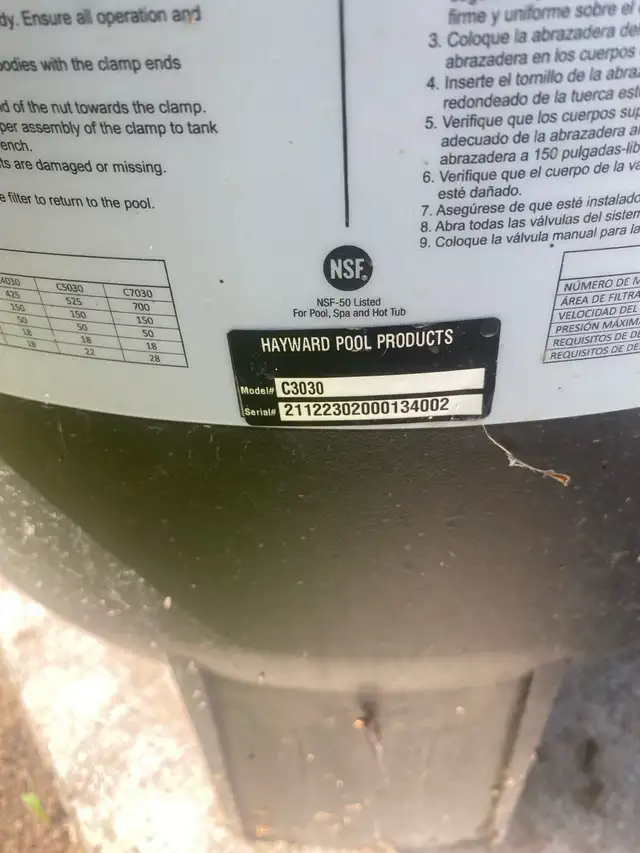 dy. Ensure all operation and
bodies with the clamp ends
d of the nut towards the clamp.
per assembly of the clamp to tank
ench.
ts are damaged or missing.
e filter to return to the pool.
firme y uniforme sobre el
3. Coloque la abrazadera de
abrazadera en los cuerpos
4. Inserte el tornillo de la abraz
redondeado de la tuerca est
5. Verifique que los cuerpos sup
adecuado de la abrazadera a
abrazadera a 150 pulgadas-lib
6. Verifique que el cuerpo de la va
esté dañado.
7. Asegúrese de que esté instalado
8. Abra todas las válvulas del sistem
9. Coloque la válvula manual para la
4030 C5030 C7030
425 525 700
150 150 150
50 50 50
18 18 18
18 22 28
NSF®
NSF-50 Listed
For Pool, Spa and Hot Tub
HAYWARD POOL PRODUCTS
Model# C3030
Serial# 21122302000134002
NÚMERO DE M
ÁREA DE FILTRA
VELOCIDAD DEL
PRESIÓN MÁXIM
REQUISITOS DE D
REQUISITOS DE DE